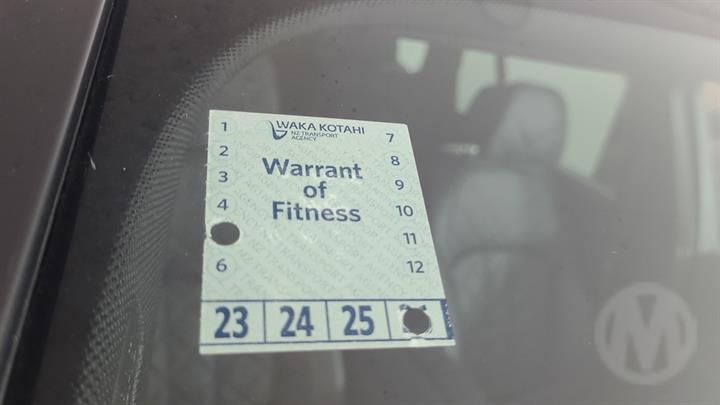 WAKA KOTAHI
NZ TRANSPORT
AGENCY
Warrant
of
Fitness
1
2
3
4
6
7
8
9
10
11
12
23 24 25
M